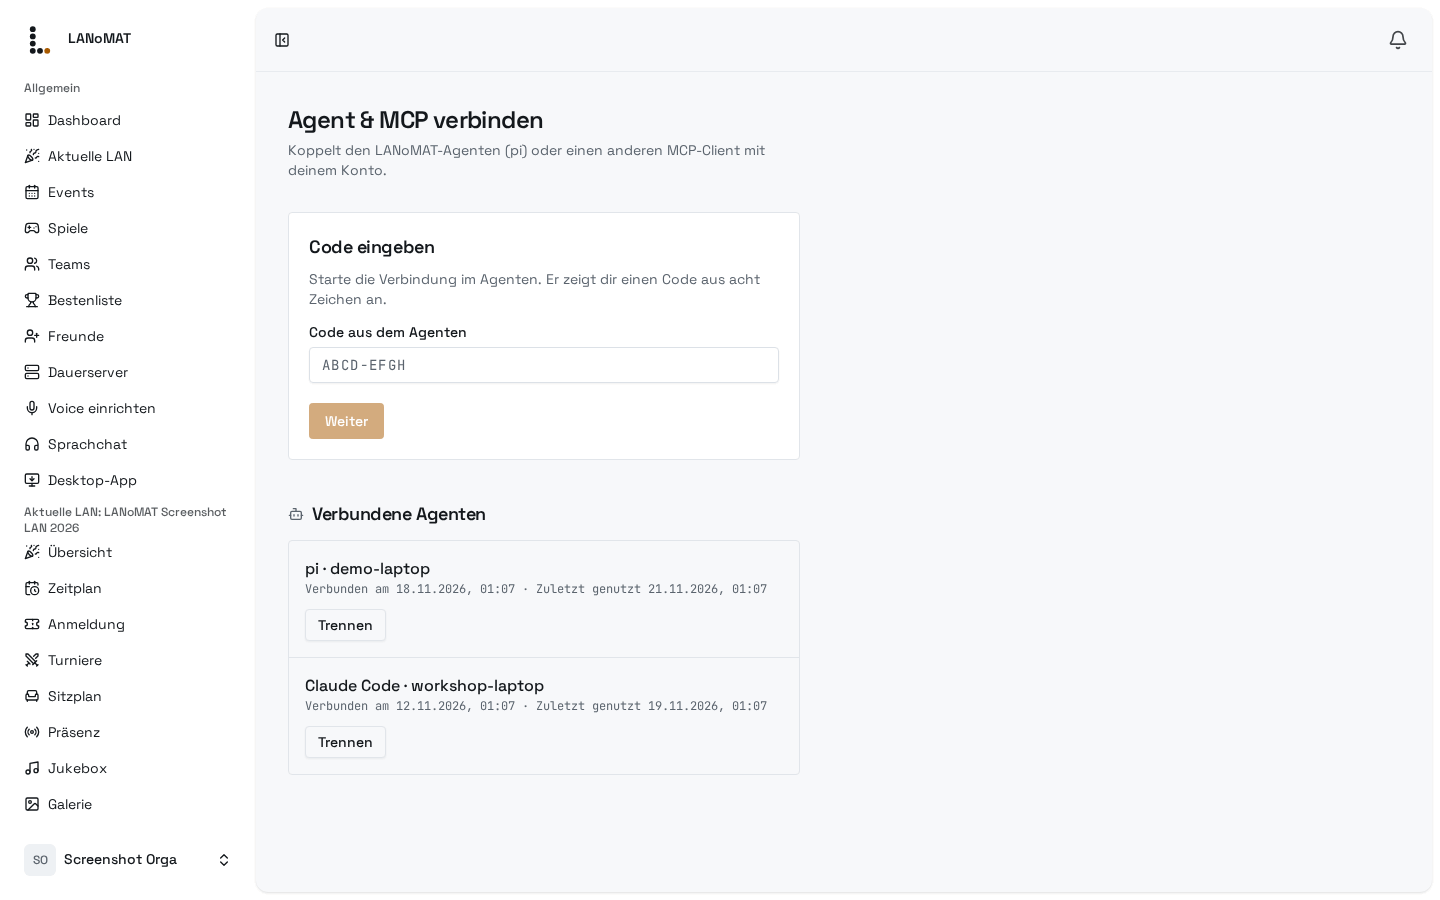 LANoMAT
Allgemein
Dashboard
Aktuelle LAN
Events
Spiele
Teams
Bestenliste
Freunde
Dauerserver
Voice einrichten
Sprachchat
Desktop-App
Aktuelle LAN: LANoMAT Screenshot
LAN 2026
Übersicht
Zeitplan
Anmeldung
Turniere
Sitzplan
Präsenz
Jukebox
Galerie
SO
Screenshot Orga
Agent & MCP verbinden
Koppelt den LANoMAT-Agenten (pi) oder einen anderen MCP-Client mit
deinem Konto.
Code eingeben
Starte die Verbindung im Agenten. Er zeigt dir einen Code aus acht
Zeichen an.
Code aus dem Agenten
ABCD-EFGH
Weiter
Verbundene Agenten
pi · demo-laptop
Verbunden am 18.11.2026, 01:07 · Zuletzt genutzt 21.11.2026, 01:07
Trennen
Claude Code · workshop-laptop
Verbunden am 12.11.2026, 01:07 · Zuletzt genutzt 19.11.2026, 01:07
Trennen